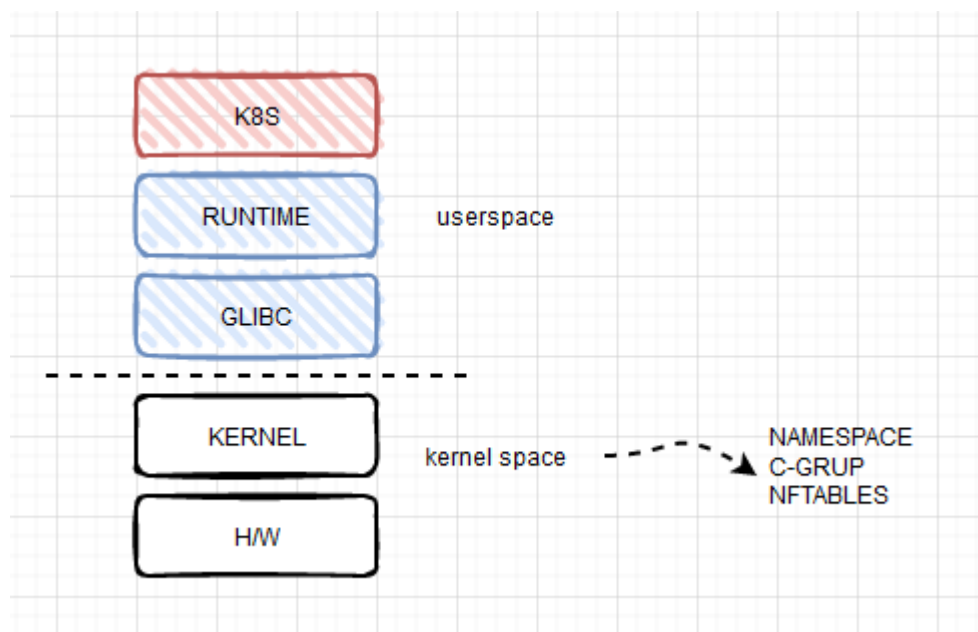 K8S
RUNTIME
userspace
GLIBC
KERNEL
kernel space
NAMESPACE
C-GRUP
NFTABLES
H/W